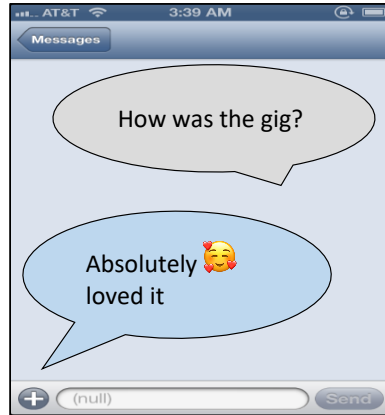 AT&T 3:39 AM
Messages
How was the gig?
Absolutely 🥰
loved it
(null) Send